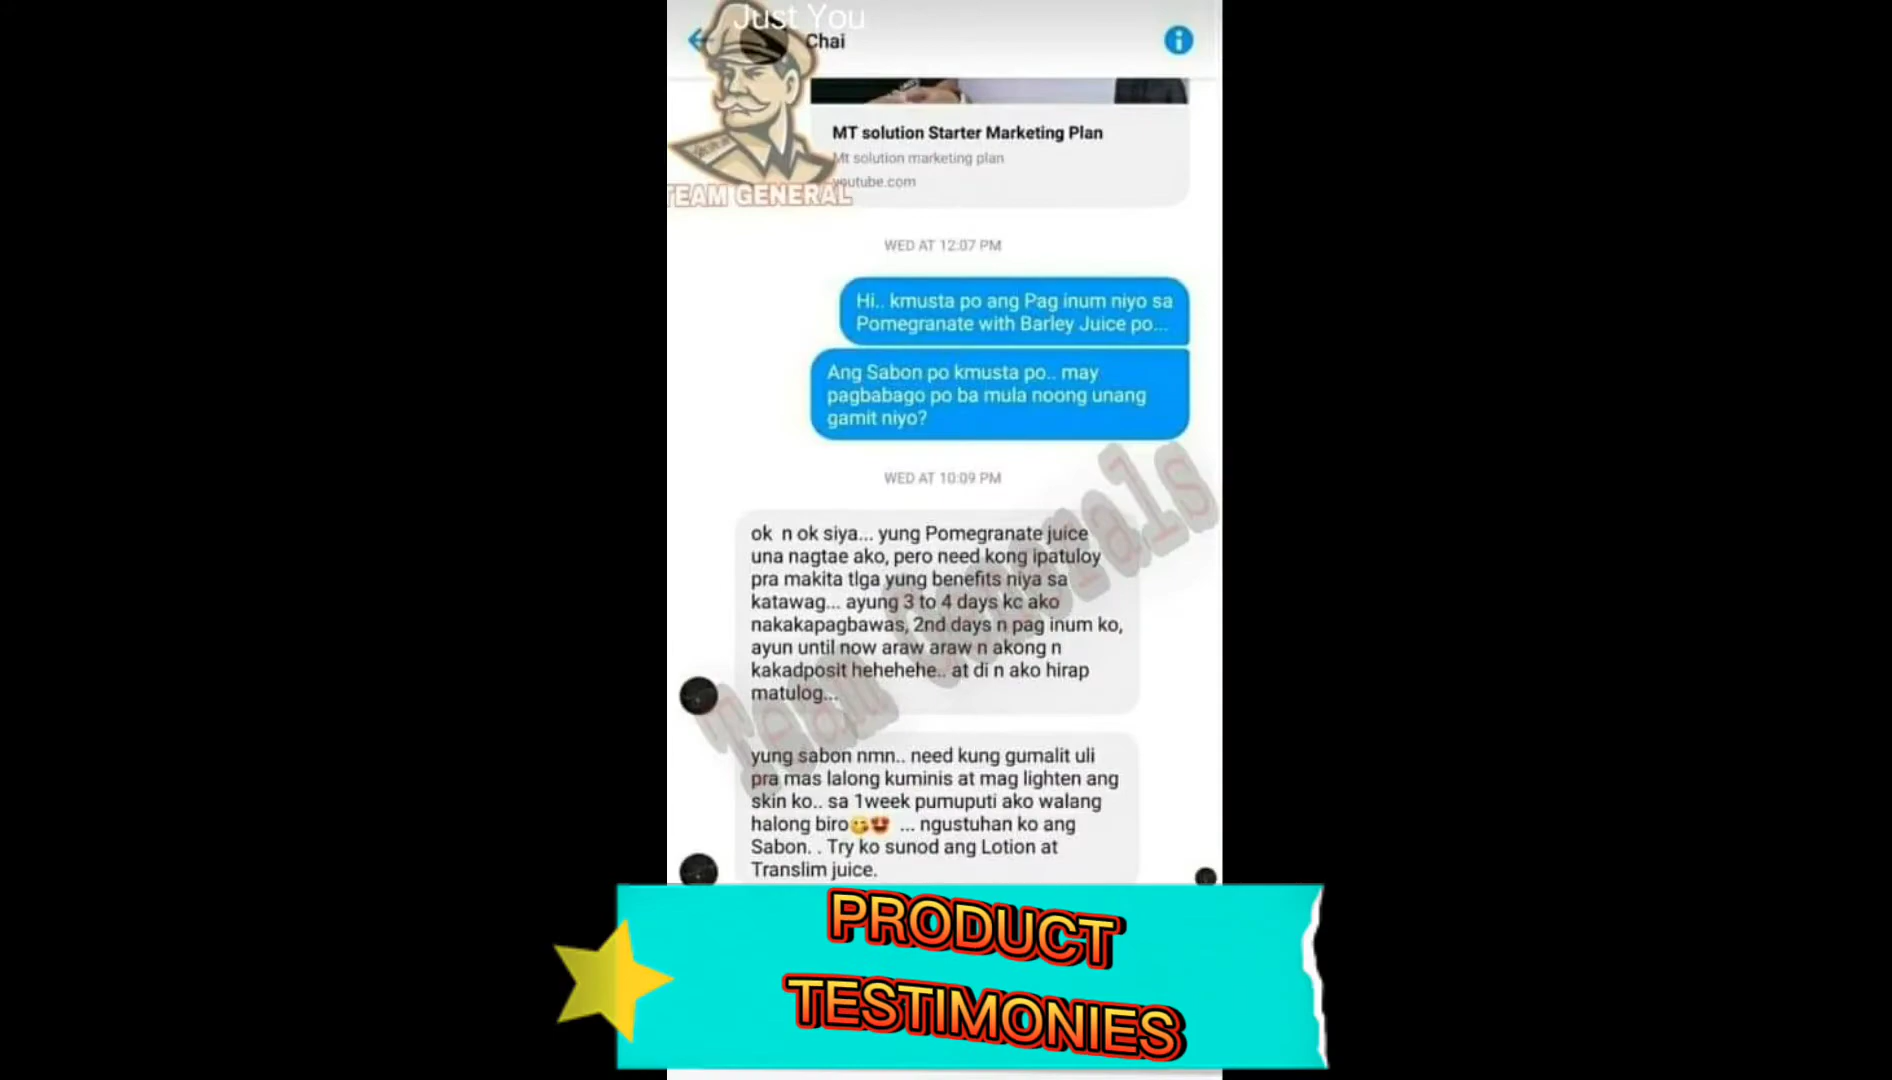 Just You
Chai
MT solution Starter Marketing Plan
Mt solution marketing plan
youtube.com
TEAM GENERAL
WED AT 12:07 PM
Hi.. kmusta po ang Pag inum niyo sa
Pomegranate with Barley Juice po...
Ang Sabon po kmusta po.. may
pagbabago po ba mula noong unang
gamit niyo?
WED AT 10:09 PM
ok n ok siya... yung Pomegranate juice
una nagtae ako, pero need kong ipatuloy
pra makita tlga yung benefits niya sa
katawag... ayung 3 to 4 days kc ako
nakakapagbawas, 2nd days n pag inum ko,
ayun until now araw araw n akong n
kakadposit hehehehe.. at di n ako hirap
matulog...
Team Generals
yung sabon nmn.. need kung gumalit uli
pra mas lalong kuminis at mag lighten ang
skin ko.. sa 1week pumuputi ako walang
halong biro😋🤩 ... ngustuhan ko ang
Sabon. . Try ko sunod ang Lotion at
Translim juice.
PRODUCT
TESTIMONIES